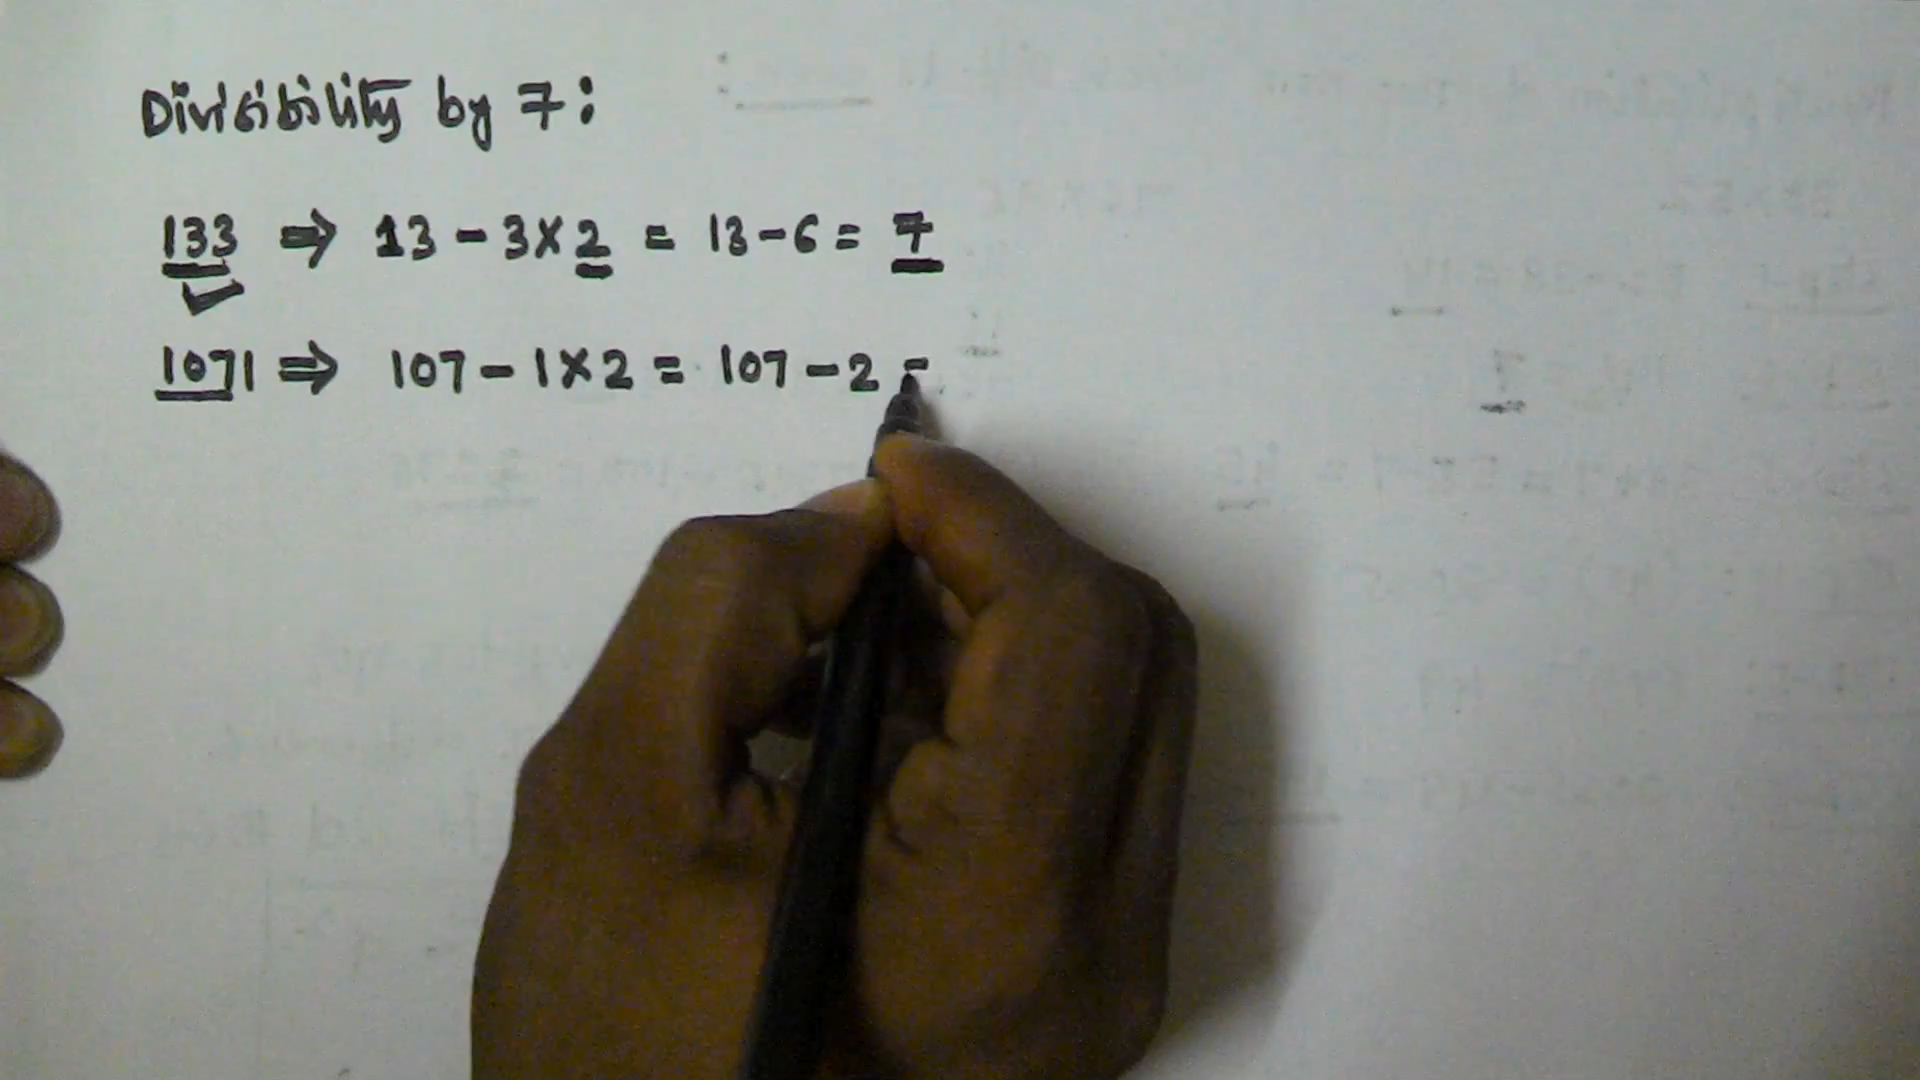 Divisibility by 7:
133 ⇒ 13 - 3×2 = 13-6 = 7
1071 ⇒ 107 - 1×2 = 107-2 =